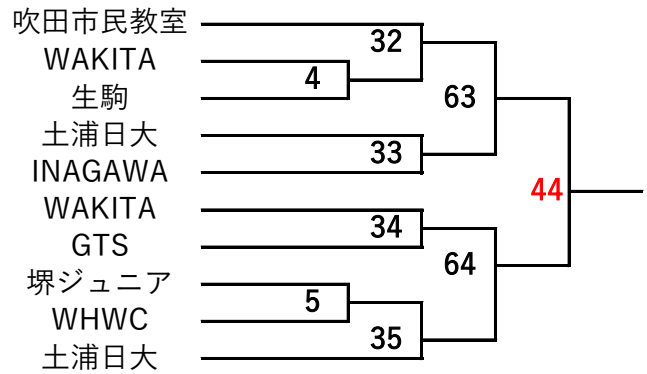 吹田市民教室
32
WAKITA
4
63
生駒
土浦日大
33
INAGAWA
44
WAKITA
34
GTS
64
堺ジュニア
5
WHWC
35
土浦日大